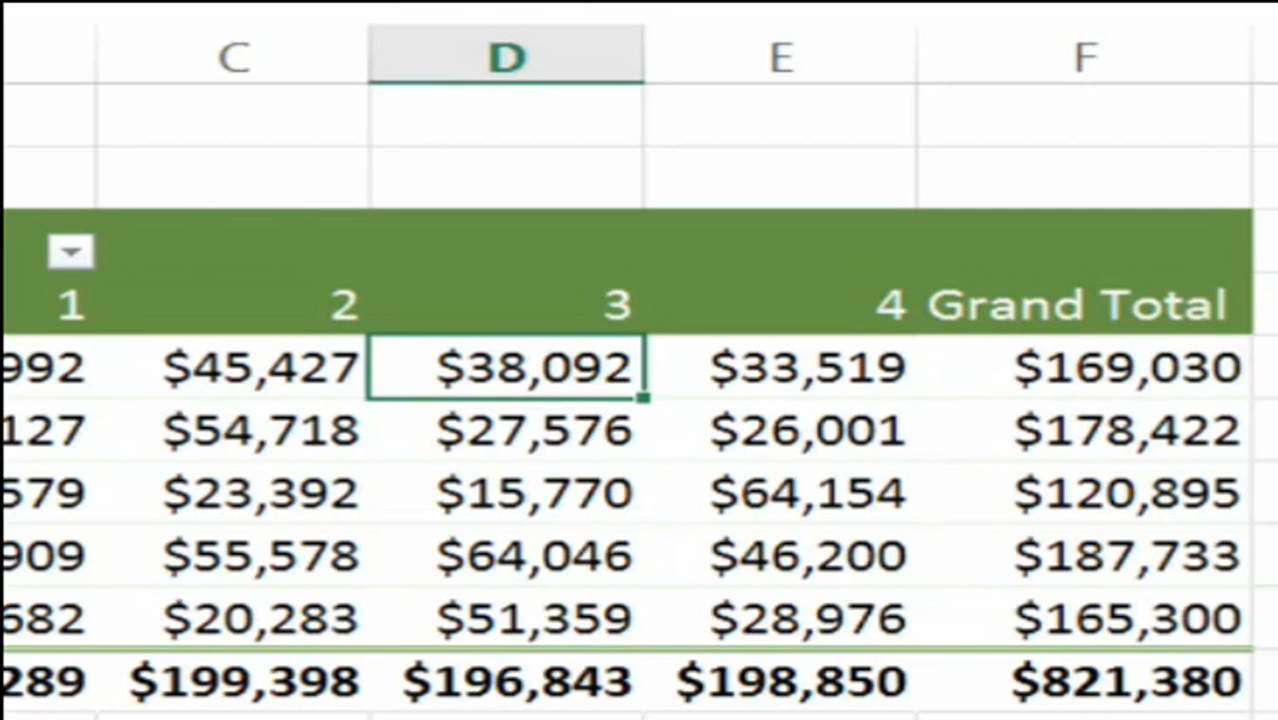 C D E F
1 2 3 4 Grand Total
992 $45,427 $38,092 $33,519 $169,030
127 $54,718 $27,576 $26,001 $178,422
579 $23,392 $15,770 $64,154 $120,895
909 $55,578 $64,046 $46,200 $187,733
682 $20,283 $51,359 $28,976 $165,300
289 $199,398 $196,843 $198,850 $821,380